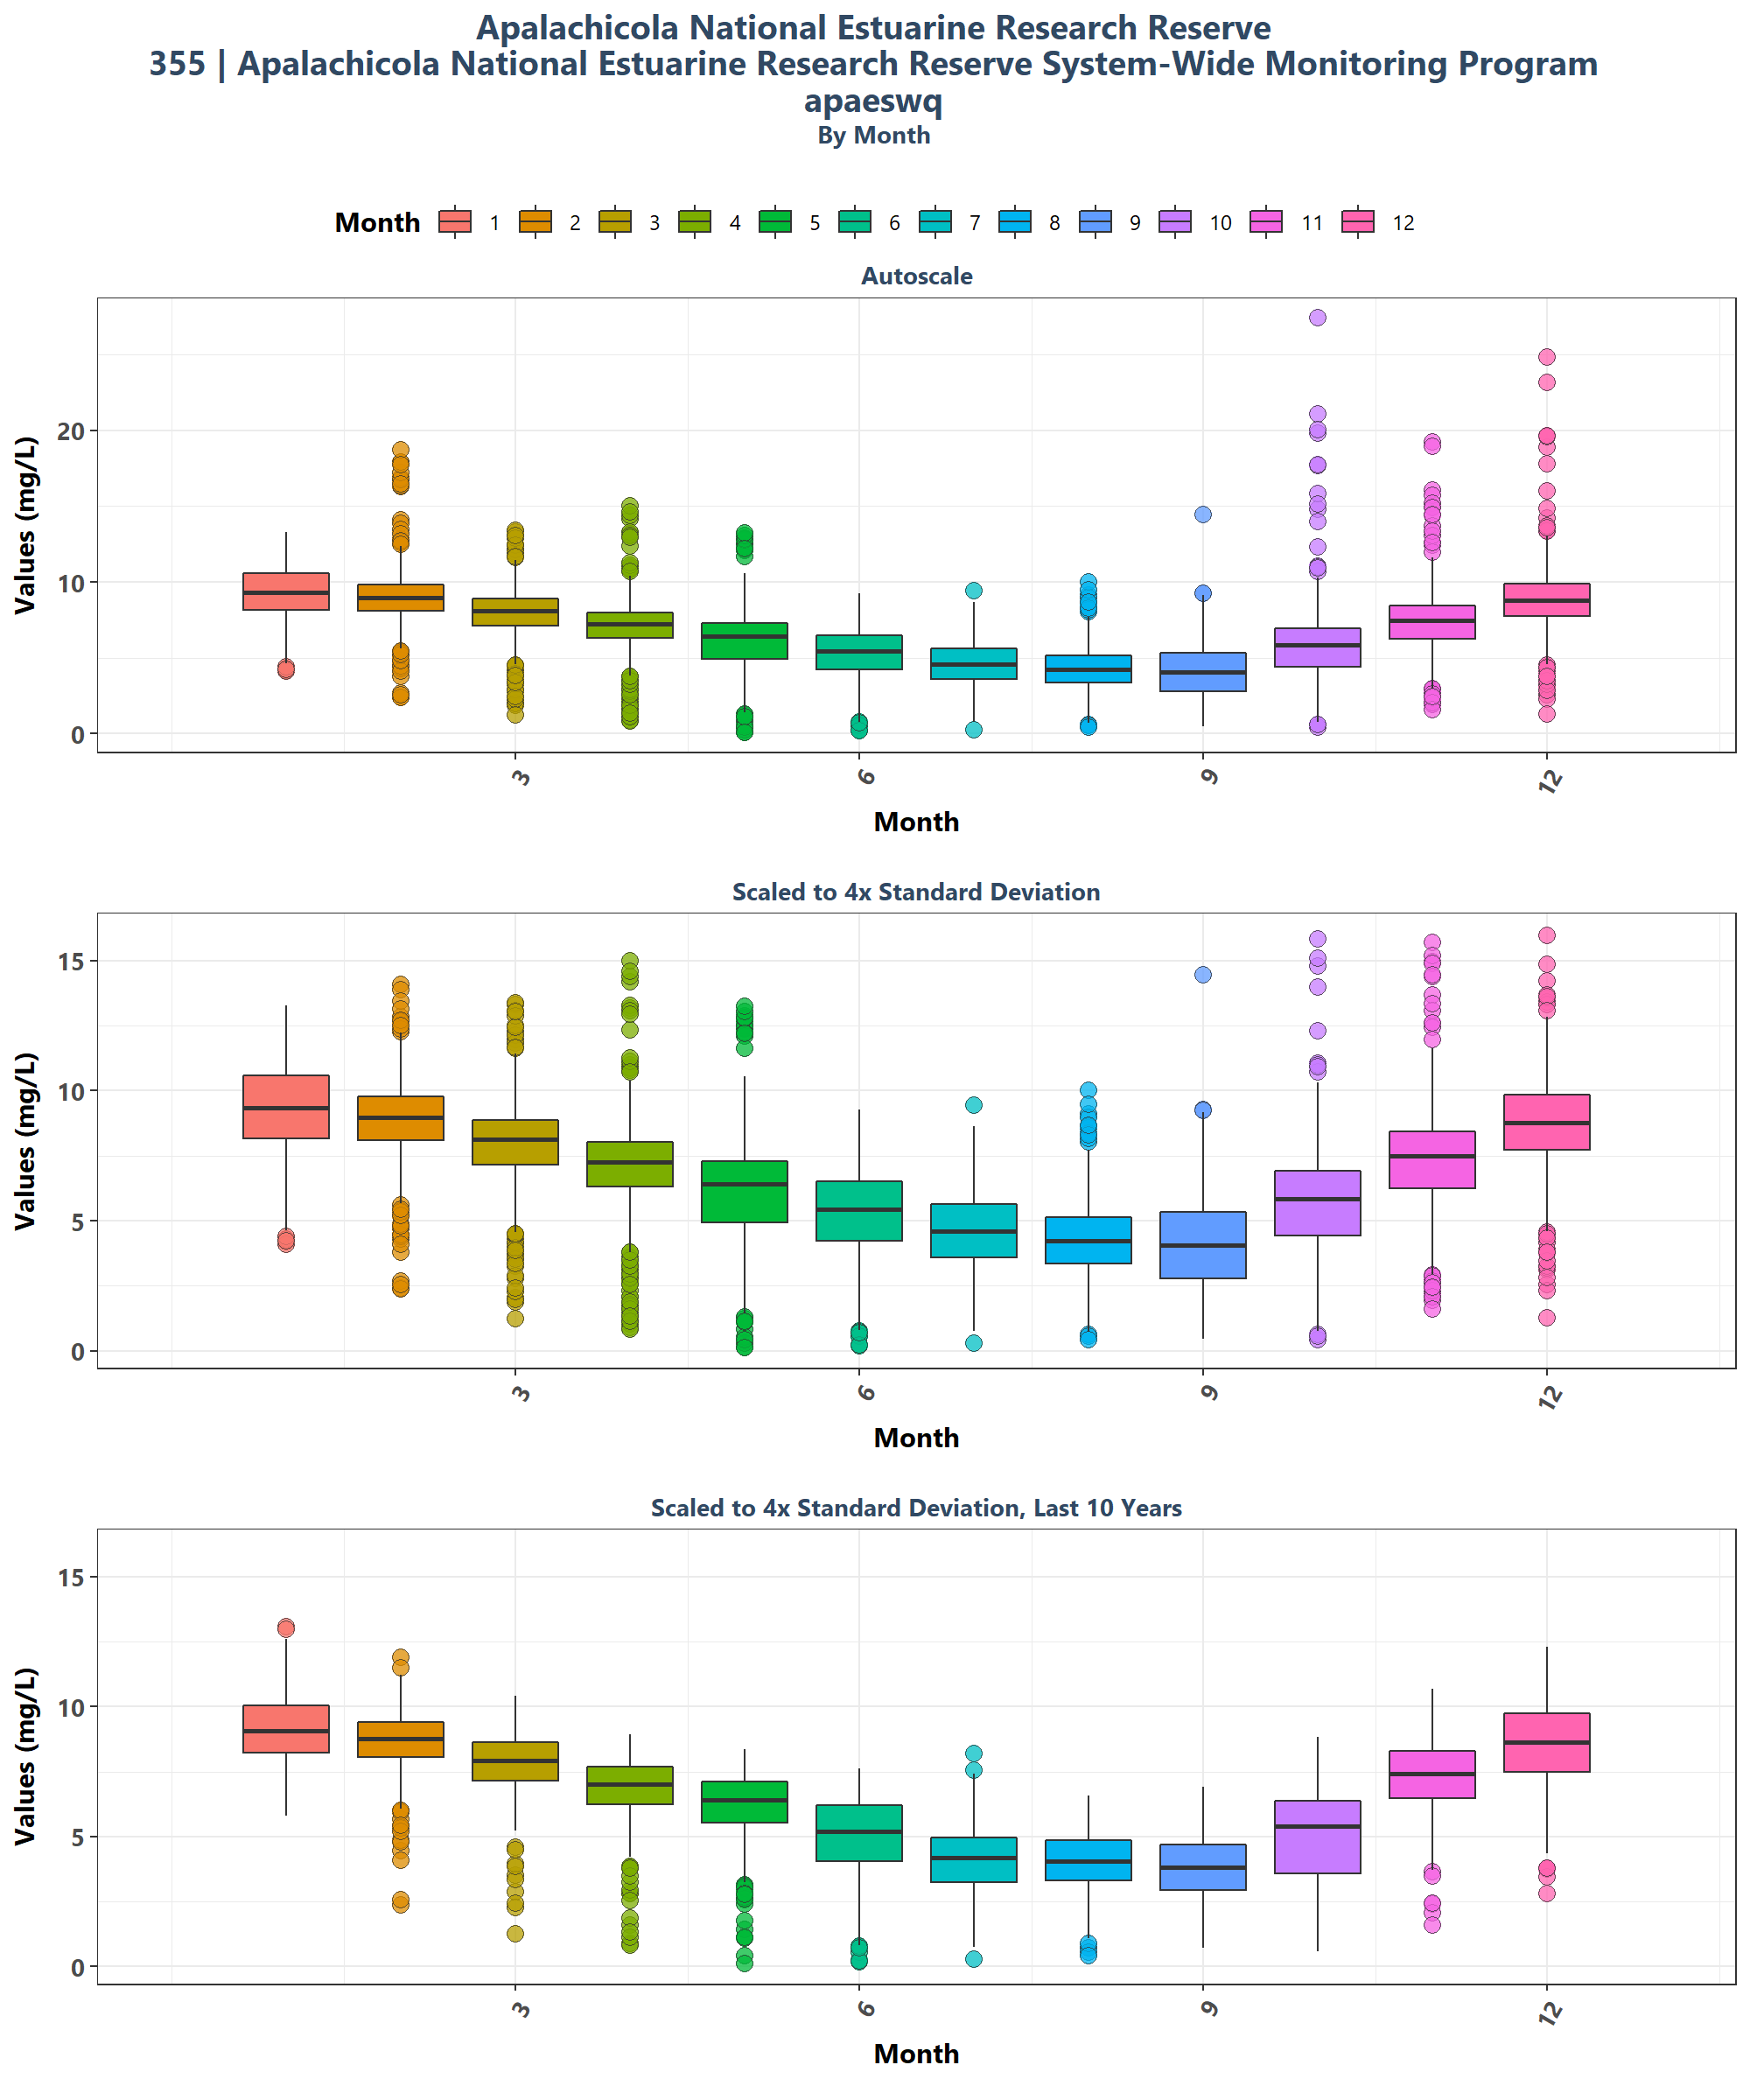 Apalachicola National Estuarine Research Reserve
355 | Apalachicola National Estuarine Research Reserve System-Wide Monitoring Program
apaeswq
By Month
Month 1 2 3 4 5 6 7 8 9 10 11 12
Autoscale
Values (mg/L)
20
10
0
3 6 9 12
Month
Scaled to 4x Standard Deviation
Values (mg/L)
15
10
5
0
3 6 9 12
Month
Scaled to 4x Standard Deviation, Last 10 Years
Values (mg/L)
15
10
5
0
3 6 9 12
Month